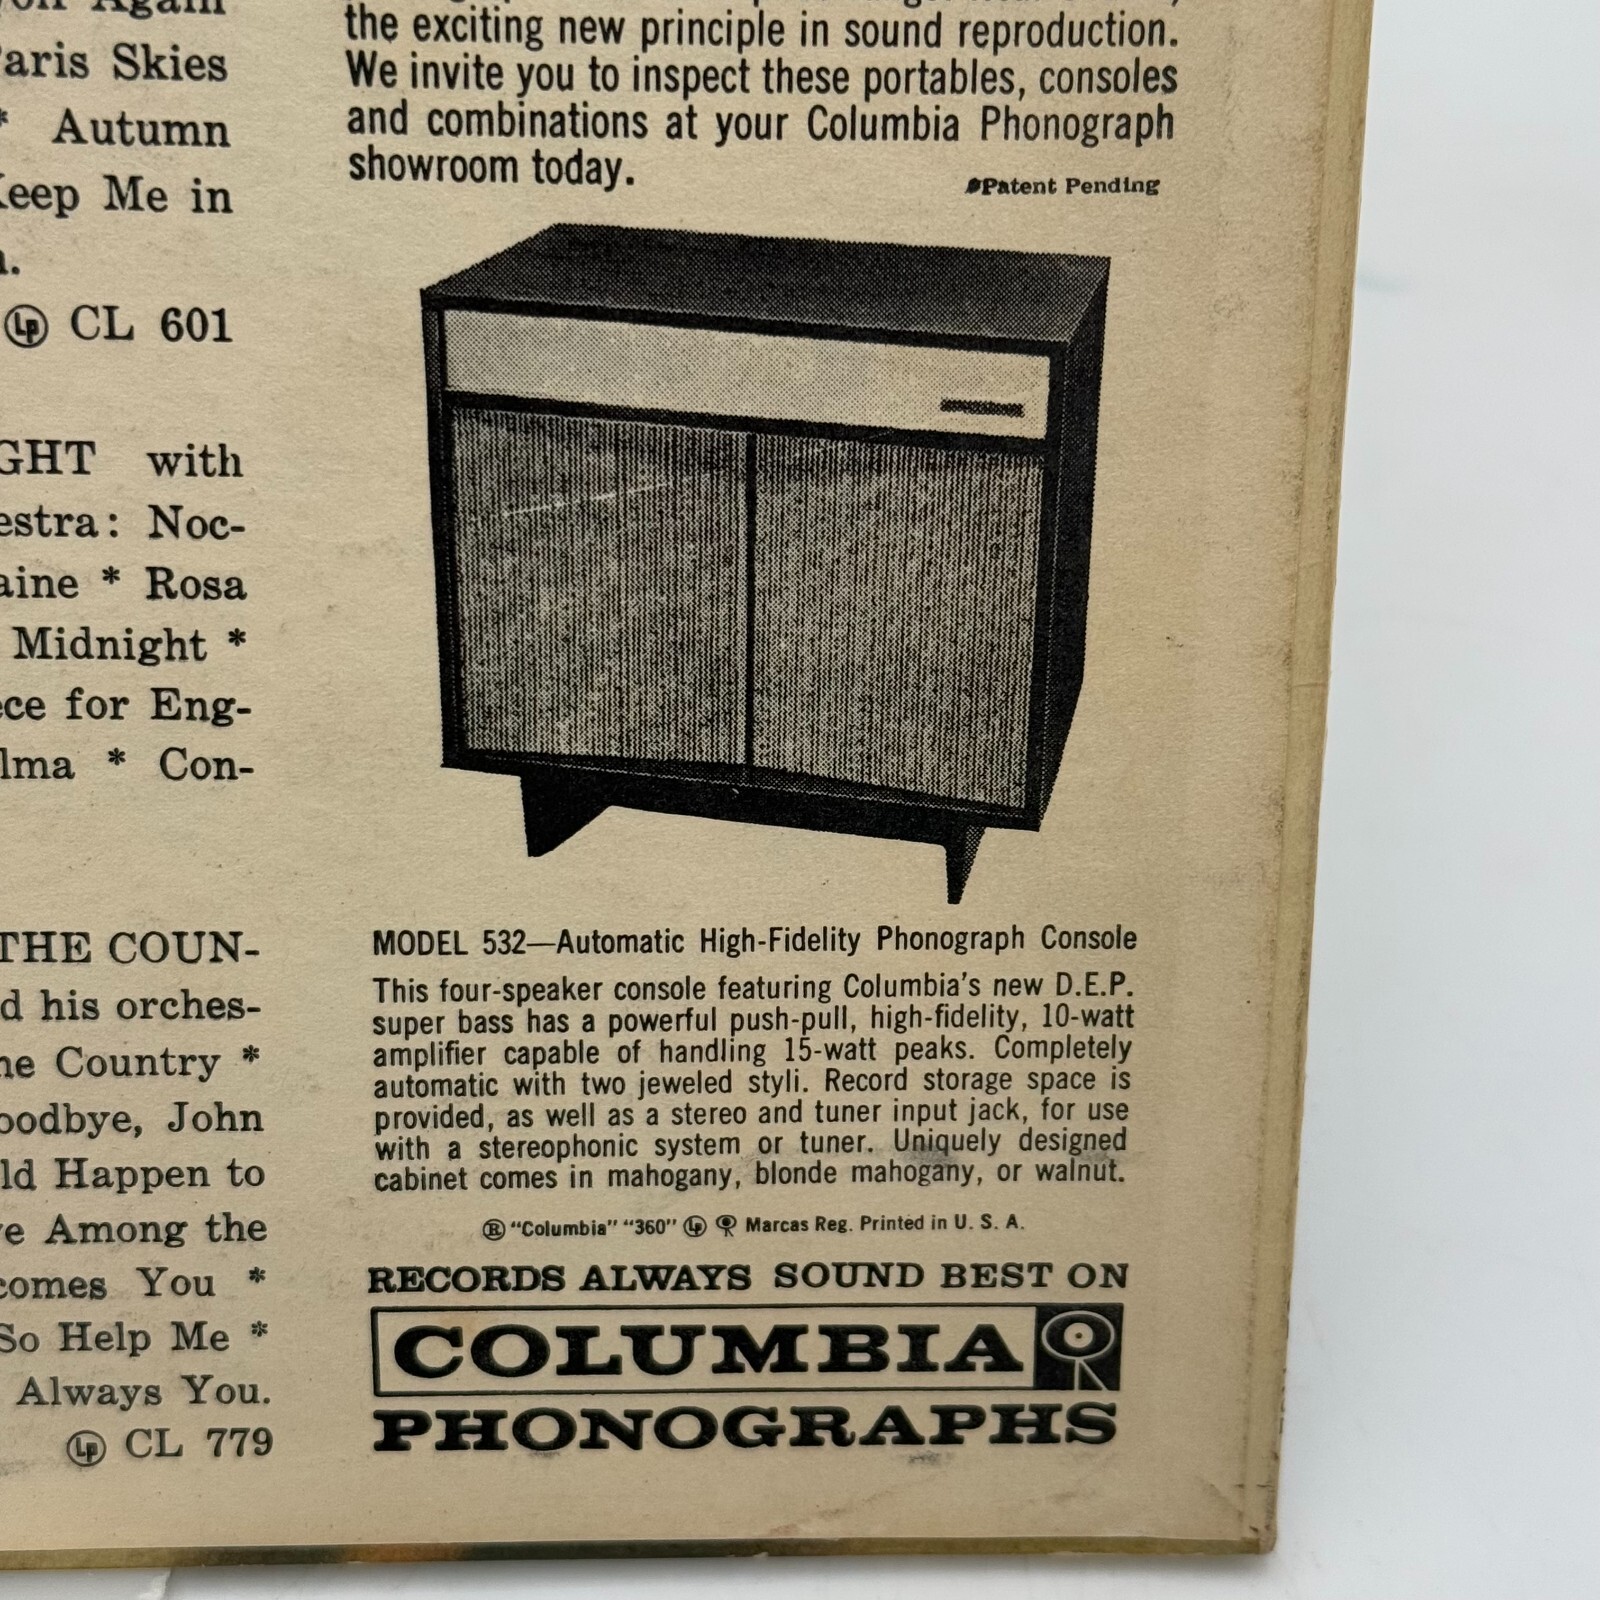 Again
Paris Skies
* Autumn
Keep Me in
Lp CL 601
with
estra: Noc-
aine * Rosa
Midnight *
ece for Eng-
lma * Con-
THE COUN-
d his orches-
he Country *
oodbye, John
ld Happen to
ve Among the
comes You *
So Help Me *
Always You.
Lp CL 779
the exciting new principle in sound reproduction.
We invite you to inspect these portables, consoles
and combinations at your Columbia Phonograph
showroom today.
*Patent Pending
MODEL 532—Automatic High-Fidelity Phonograph Console
This four-speaker console featuring Columbia's new D.E.P.
super bass has a powerful push-pull, high-fidelity, 10-watt
amplifier capable of handling 15-watt peaks. Completely
automatic with two jeweled styli. Record storage space is
provided, as well as a stereo and tuner input jack, for use
with a stereophonic system or tuner. Uniquely designed
cabinet comes in mahogany, blonde mahogany, or walnut.
® "Columbia" "360" Lp Marcas Reg. Printed in U. S. A.
RECORDS ALWAYS SOUND BEST ON
COLUMBIA
PHONOGRAPHS